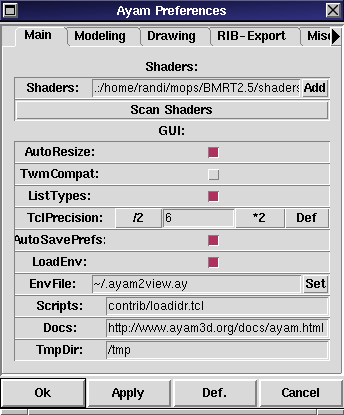 Ayam Preferences
Main Modeling Drawing RIB-Export Misc
Shaders:
Shaders: .:/home/randi/mops/BMRT2.5/shaders Add
Scan Shaders
GUI:
AutoResize:
TwmCompat:
ListTypes:
TclPrecision: /2 6 *2 Def
AutoSavePrefs:
LoadEnv:
EnvFile: ~/.ayam2view.ay Set
Scripts: contrib/loadidr.tcl
Docs: http://www.ayam3d.org/docs/ayam.html
TmpDir: /tmp
Ok Apply Def. Cancel